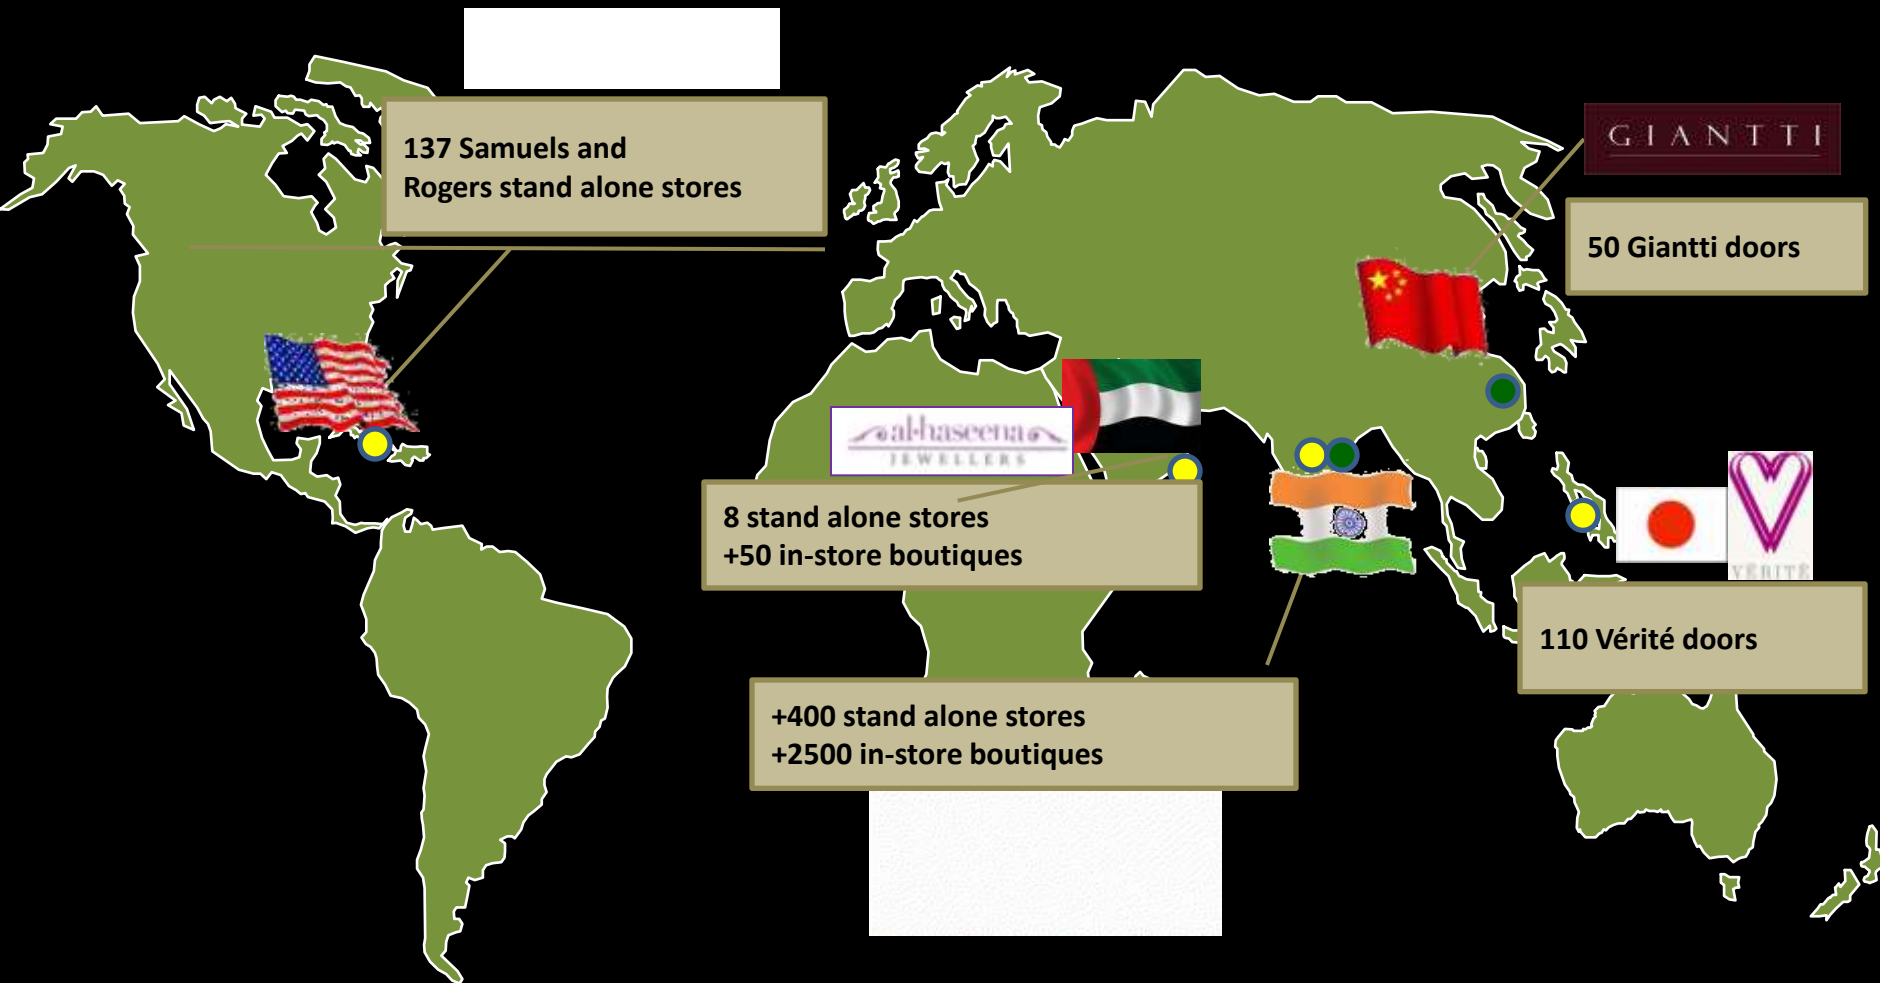 137 Samuels and
Rogers stand alone stores
GIANTTI
50 Giantti doors
al-haseena
JEWELLERS
8 stand alone stores
+50 in-store boutiques
VÉRITÉ
110 Vérité doors
+400 stand alone stores
+2500 in-store boutiques